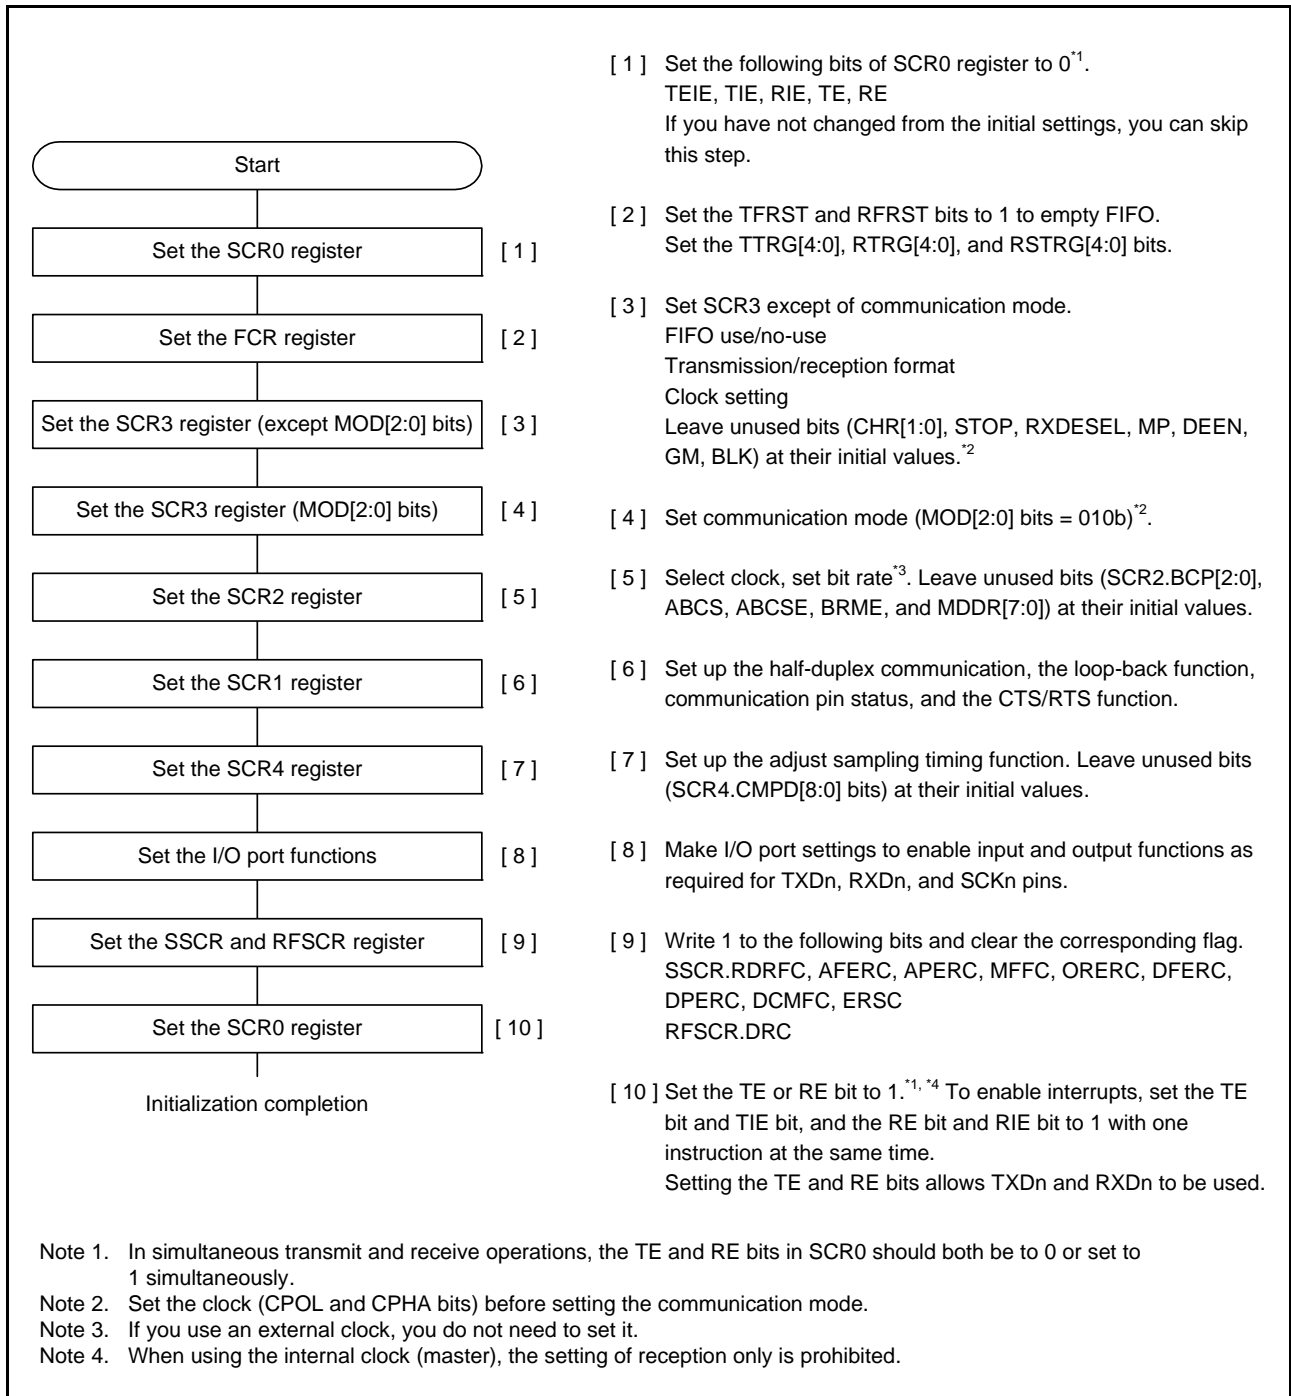 Start
Set the SCR0 register [ 1 ]
Set the FCR register [ 2 ]
Set the SCR3 register (except MOD[2:0] bits) [ 3 ]
Set the SCR3 register (MOD[2:0] bits) [ 4 ]
Set the SCR2 register [ 5 ]
Set the SCR1 register [ 6 ]
Set the SCR4 register [ 7 ]
Set the I/O port functions [ 8 ]
Set the SSCR and RFSCR register [ 9 ]
Set the SCR0 register [ 10 ]
Initialization completion
[ 1 ] Set the following bits of SCR0 register to 0*1.
TEIE, TIE, RIE, TE, RE
If you have not changed from the initial settings, you can skip
this step.
[ 2 ] Set the TFRST and RFRST bits to 1 to empty FIFO.
Set the TTRG[4:0], RTRG[4:0], and RSTRG[4:0] bits.
[ 3 ] Set SCR3 except of communication mode.
FIFO use/no-use
Transmission/reception format
Clock setting
Leave unused bits (CHR[1:0], STOP, RXDESEL, MP, DEEN,
GM, BLK) at their initial values.*2
[ 4 ] Set communication mode (MOD[2:0] bits = 010b)*2.
[ 5 ] Select clock, set bit rate*3. Leave unused bits (SCR2.BCP[2:0],
ABCS, ABCSE, BRME, and MDDR[7:0]) at their initial values.
[ 6 ] Set up the half-duplex communication, the loop-back function,
communication pin status, and the CTS/RTS function.
[ 7 ] Set up the adjust sampling timing function. Leave unused bits
(SCR4.CMPD[8:0] bits) at their initial values.
[ 8 ] Make I/O port settings to enable input and output functions as
required for TXDn, RXDn, and SCKn pins.
[ 9 ] Write 1 to the following bits and clear the corresponding flag.
SSCR.RDRFC, AFERC, APERC, MFFC, ORERC, DFERC,
DPERC, DCMFC, ERSC
RFSCR.DRC
[ 10 ] Set the TE or RE bit to 1.*1, *4 To enable interrupts, set the TE
bit and TIE bit, and the RE bit and RIE bit to 1 with one
instruction at the same time.
Setting the TE and RE bits allows TXDn and RXDn to be used.
Note 1. In simultaneous transmit and receive operations, the TE and RE bits in SCR0 should both be to 0 or set to
1 simultaneously.
Note 2. Set the clock (CPOL and CPHA bits) before setting the communication mode.
Note 3. If you use an external clock, you do not need to set it.
Note 4. When using the internal clock (master), the setting of reception only is prohibited.